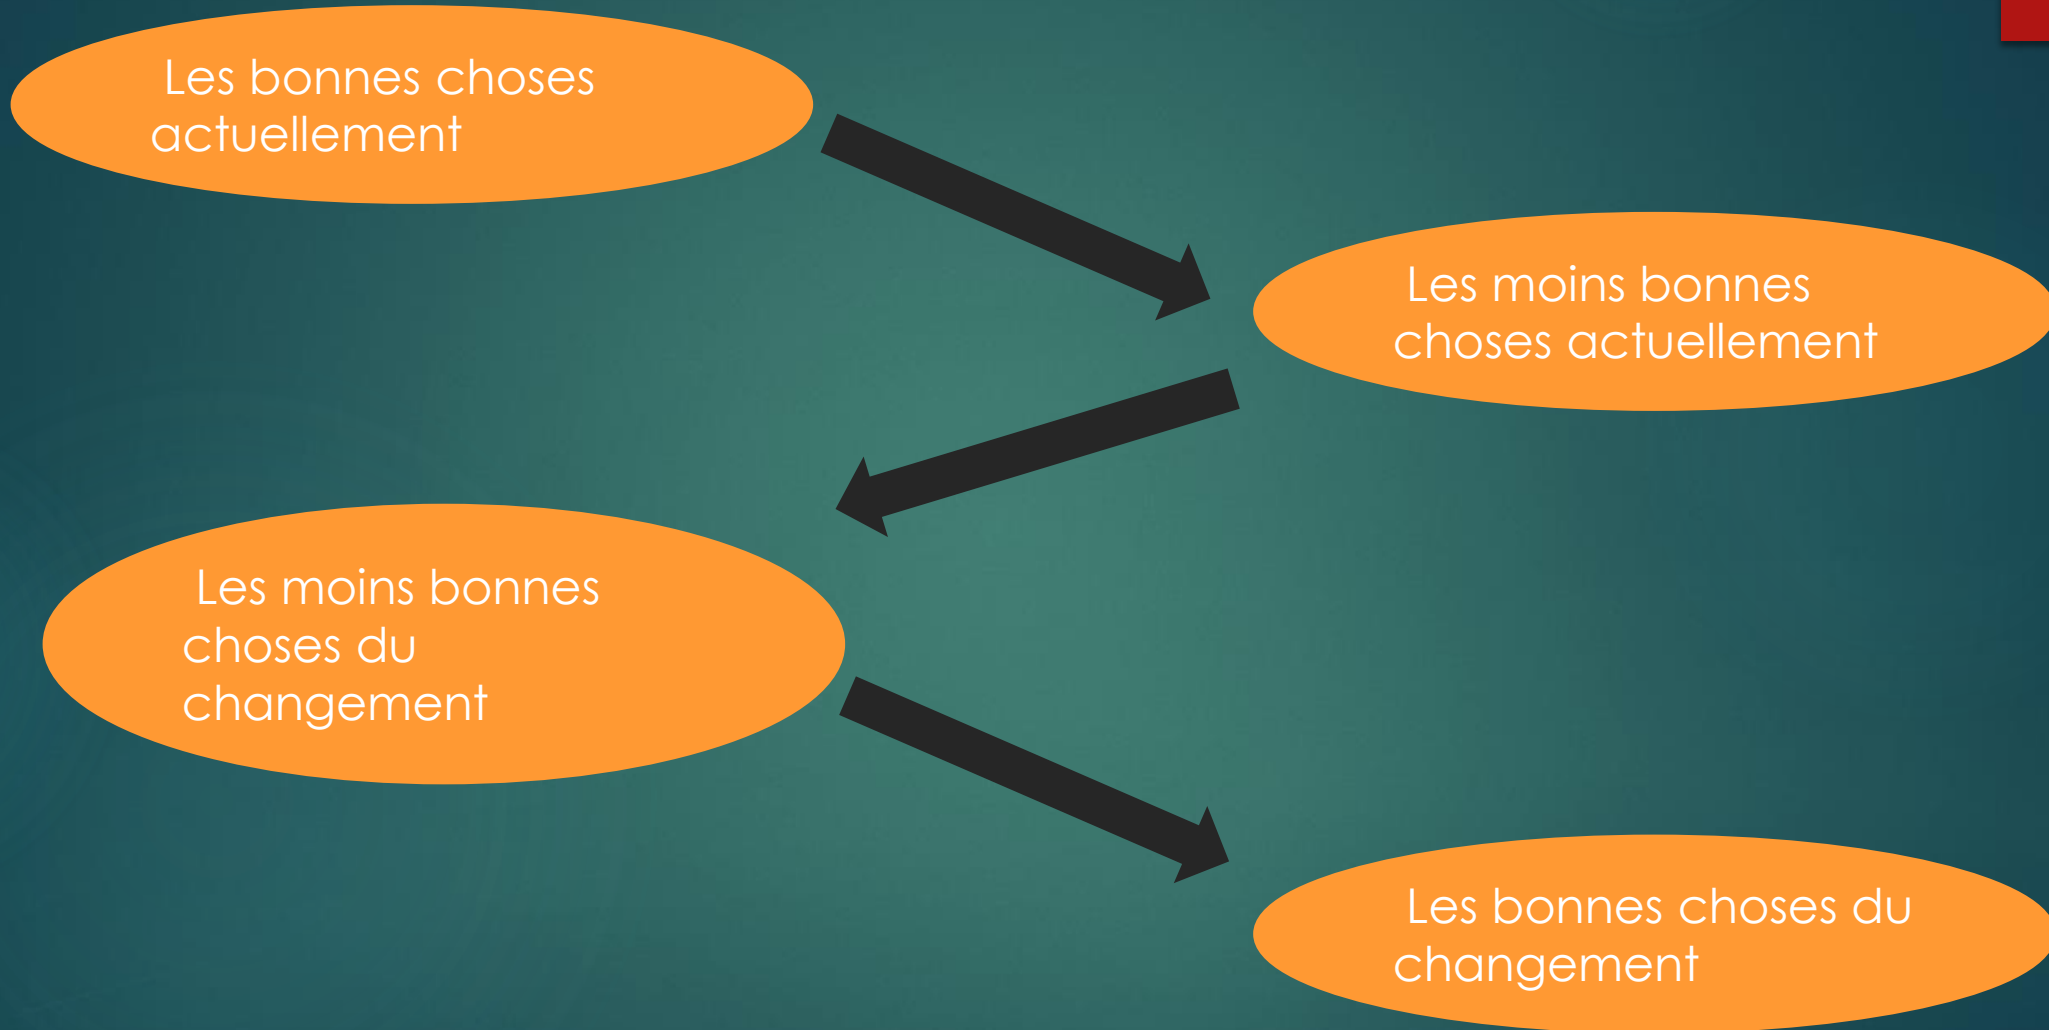 Les bonnes choses
actuellement
Les moins bonnes
choses actuellement
Les moins bonnes
choses du
changement
Les bonnes choses du
changement